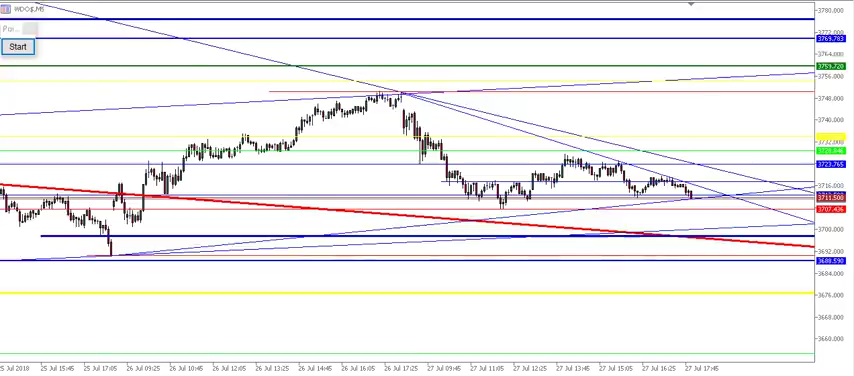 WDO$,M5
Por...
Start
3780.000
3772.000
3769.783
3764.000
3759.720
3756.000
3748.000
3740.000
3732.000
3723.765
3716.000
3711.500
3707.436
3700.000
3692.000
3688.590
3684.000
3676.000
3668.000
3660.000
25 Jul 2018
25 Jul 15:45
25 Jul 17:05
26 Jul 09:25
26 Jul 10:45
26 Jul 12:05
26 Jul 13:25
26 Jul 14:45
26 Jul 16:05
26 Jul 17:25
27 Jul 09:45
27 Jul 11:05
27 Jul 12:25
27 Jul 13:45
27 Jul 15:05
27 Jul 16:25
27 Jul 17:45